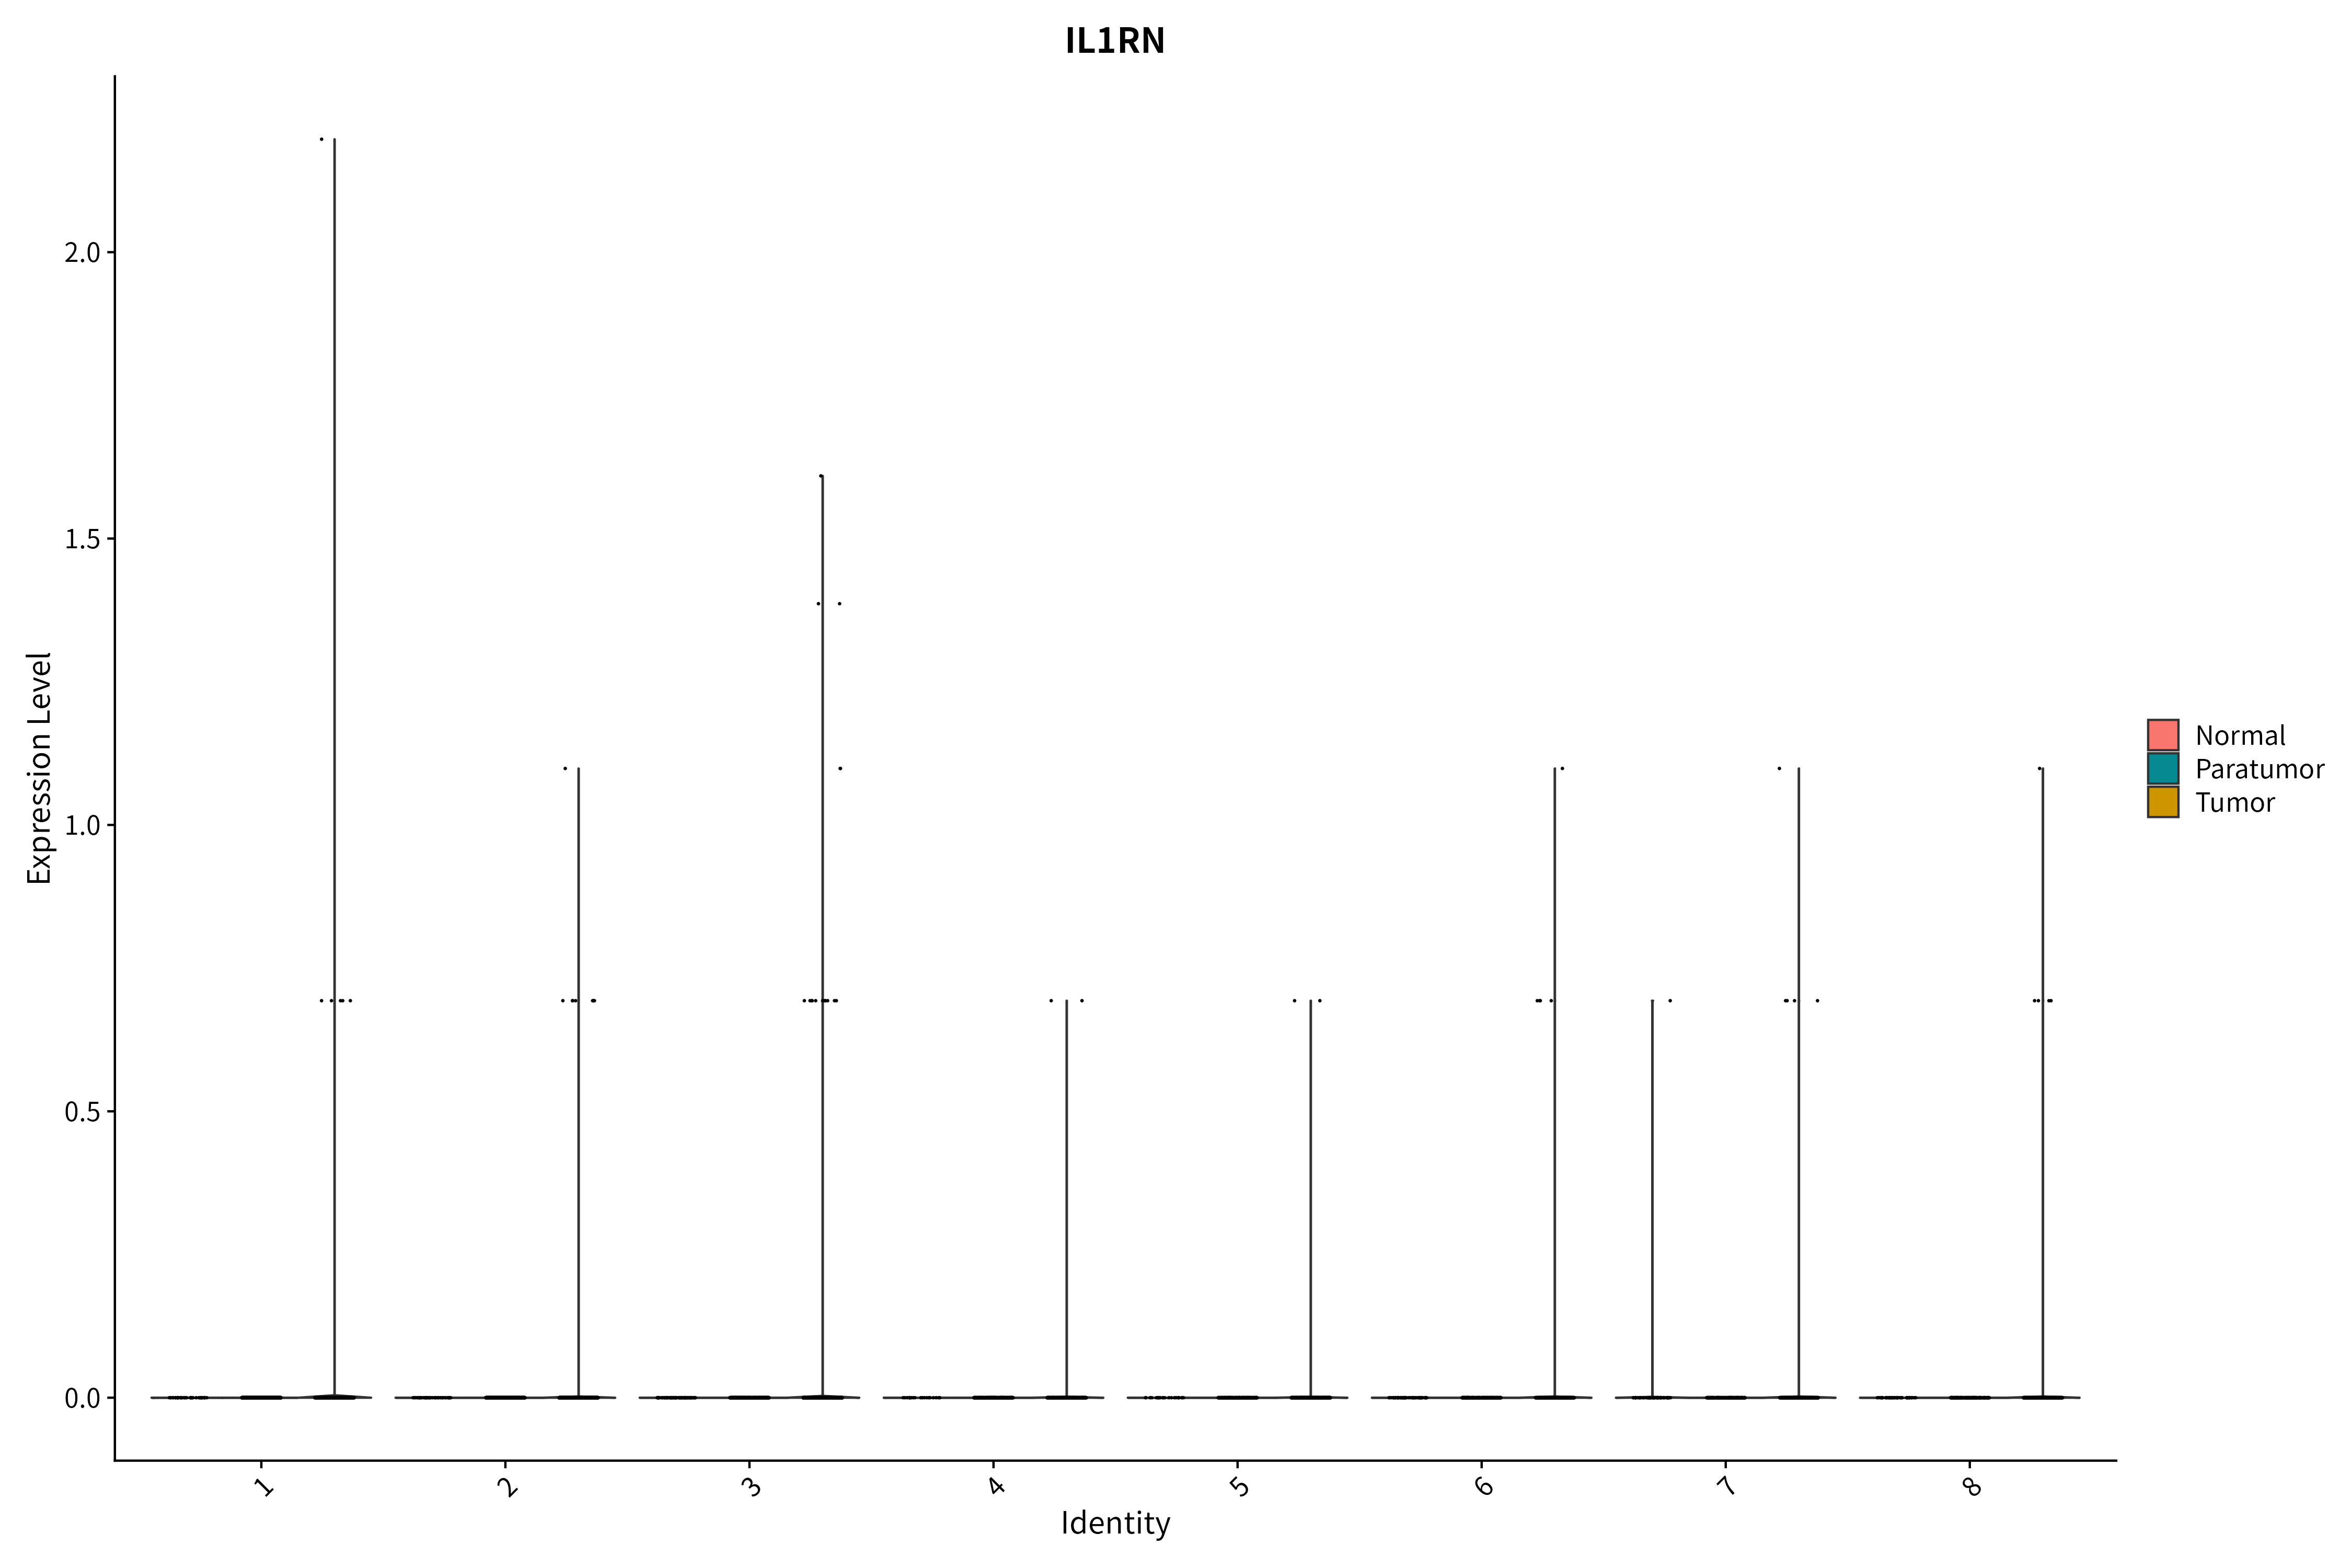 IL1RN
Expression Level
2.0
1.5
1.0
0.5
0.0
1 2 3 4 5 6 7 8
Identity
Normal
Paratumor
Tumor